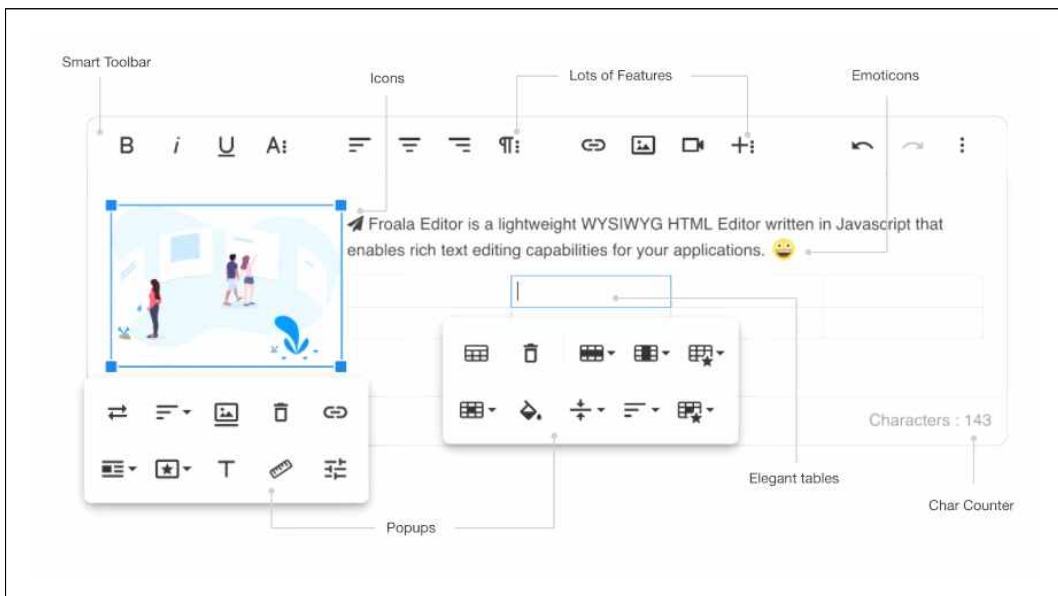 Smart Toolbar
Icons
Lots of Features
Emoticons
B i U A
Froala Editor is a lightweight WYSIWYG HTML Editor written in Javascript that
enables rich text editing capabilities for your applications.
Characters : 143
T
Elegant tables
Char Counter
Popups